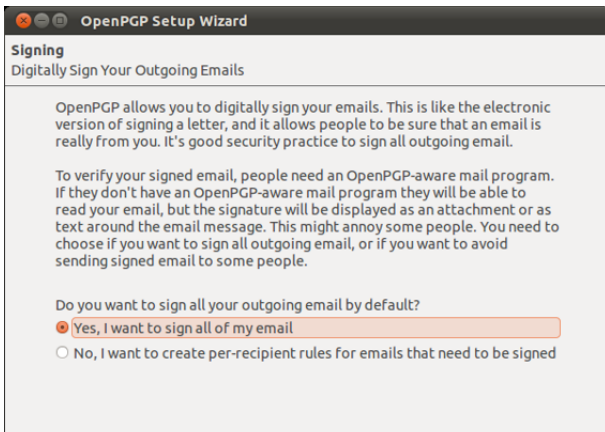 OpenPGP Setup Wizard
Signing
Digitally Sign Your Outgoing Emails
OpenPGP allows you to digitally sign your emails. This is like the electronic
version of signing a letter, and it allows people to be sure that an email is
really from you. It's good security practice to sign all outgoing email.
To verify your signed email, people need an OpenPGP-aware mail program.
If they don't have an OpenPGP-aware mail program they will be able to
read your email, but the signature will be displayed as an attachment or as
text around the email message. This might annoy some people. You need to
choose if you want to sign all outgoing email, or if you want to avoid
sending signed email to some people.
Do you want to sign all your outgoing email by default?
Yes, I want to sign all of my email
No, I want to create per-recipient rules for emails that need to be signed